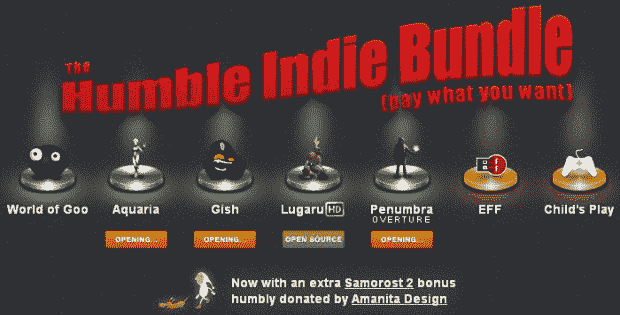 The
Humble Indie Bundle
(pay what you want)
World of Goo
Aquaria
Gish
Lugaru HD
Penumbra
OVERTURE
EFF
Child's Play
OPENING...
OPENING...
OPEN SOURCE
OPENING...
Now with an extra Samorost 2 bonus
humbly donated by Amanita Design